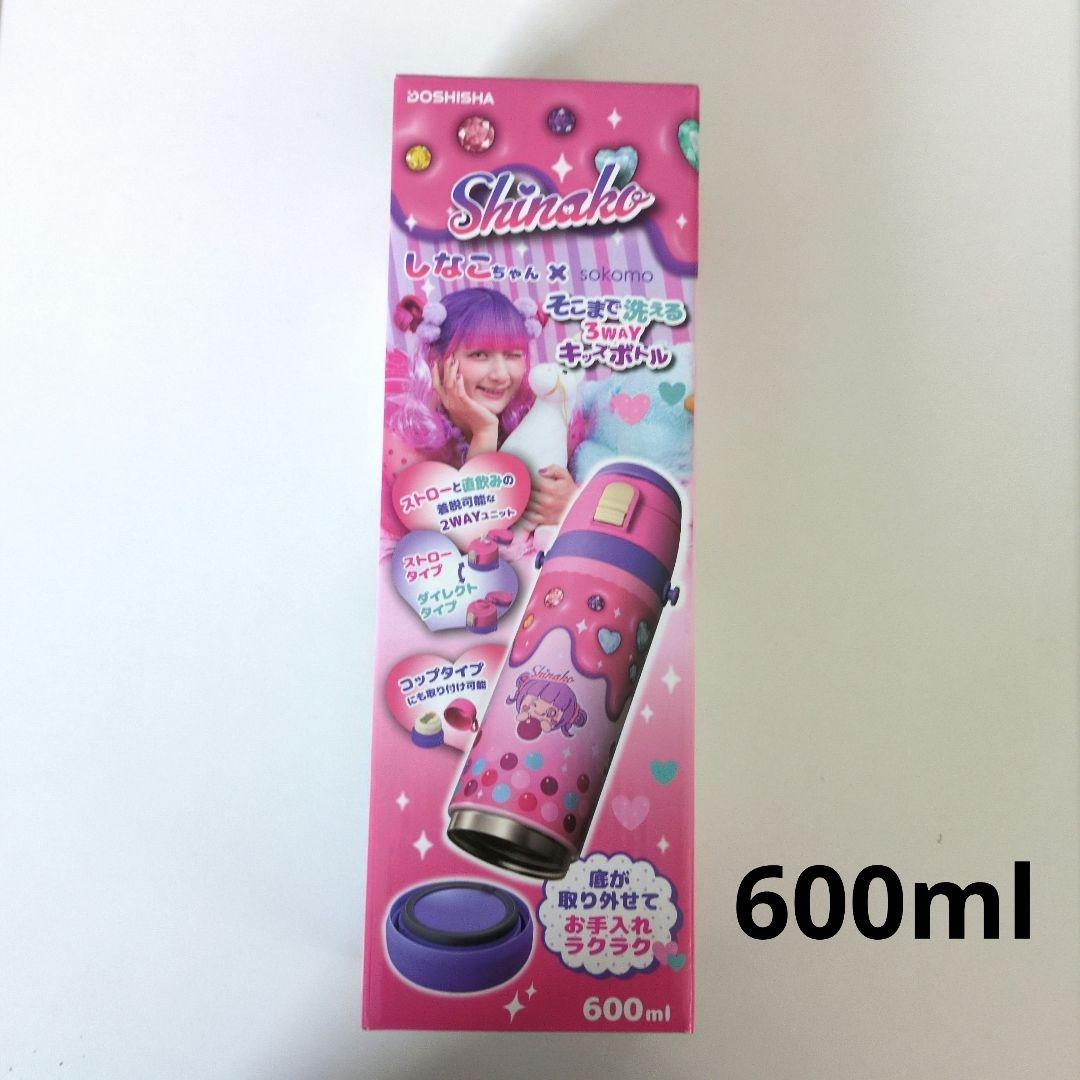 DOSHISHA
Shinako
しなこちゃん × sokomo
そこまで洗える
3WAY
キッズボトル
ストローと直飲みの
着脱可能な
2WAYユニット
ストロー
タイプ
ダイレクト
タイプ
コップタイプ
にも取り付け可能
Shinako
底が
取り外せて
お手入れ
ラクラク
600ml
600ml